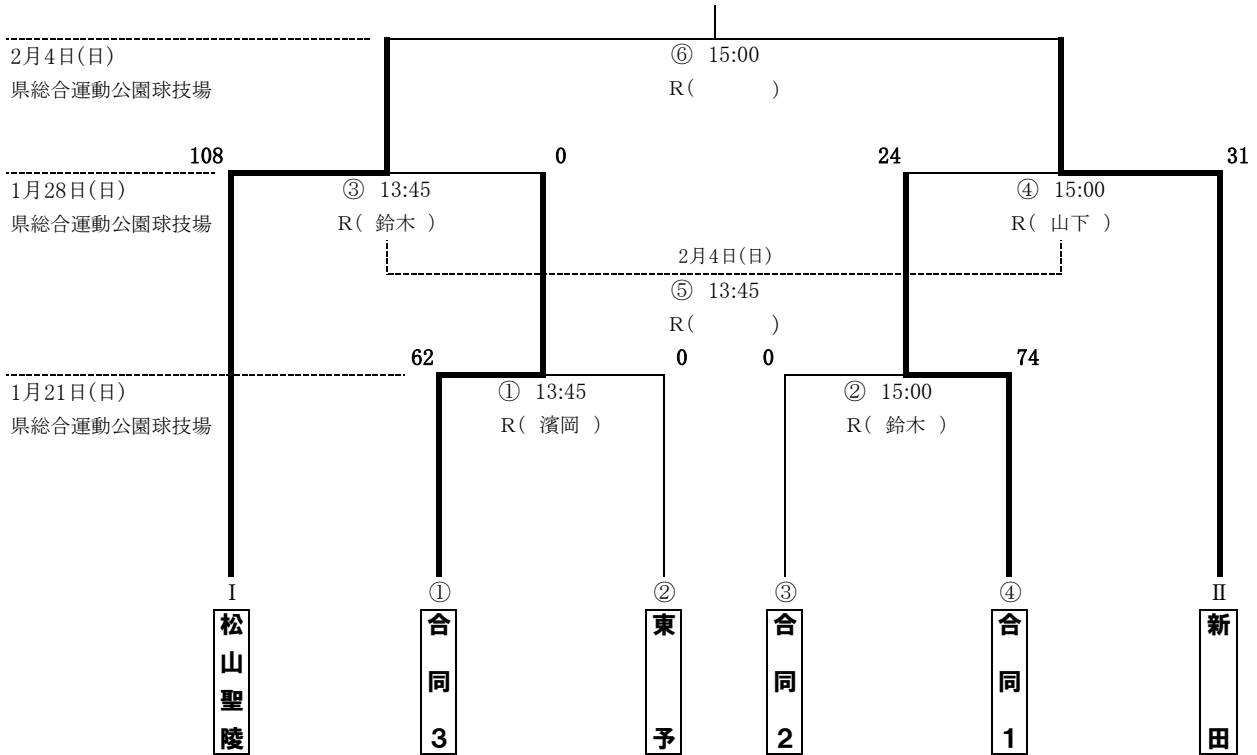 2月4日(日)
県総合運動公園球技場
⑥ 15:00
R( )
108
0
24
31
1月28日(日)
県総合運動公園球技場
③ 13:45
R( 鈴木 )
④ 15:00
R( 山下 )
2月4日(日)
⑤ 13:45
R( )
62
0
0
74
1月21日(日)
県総合運動公園球技場
① 13:45
R( 濱岡 )
② 15:00
R( 鈴木 )
Ⅰ
①
②
③
④
Ⅱ
松山聖陵
合同3
東予
合同2
合同1
新田